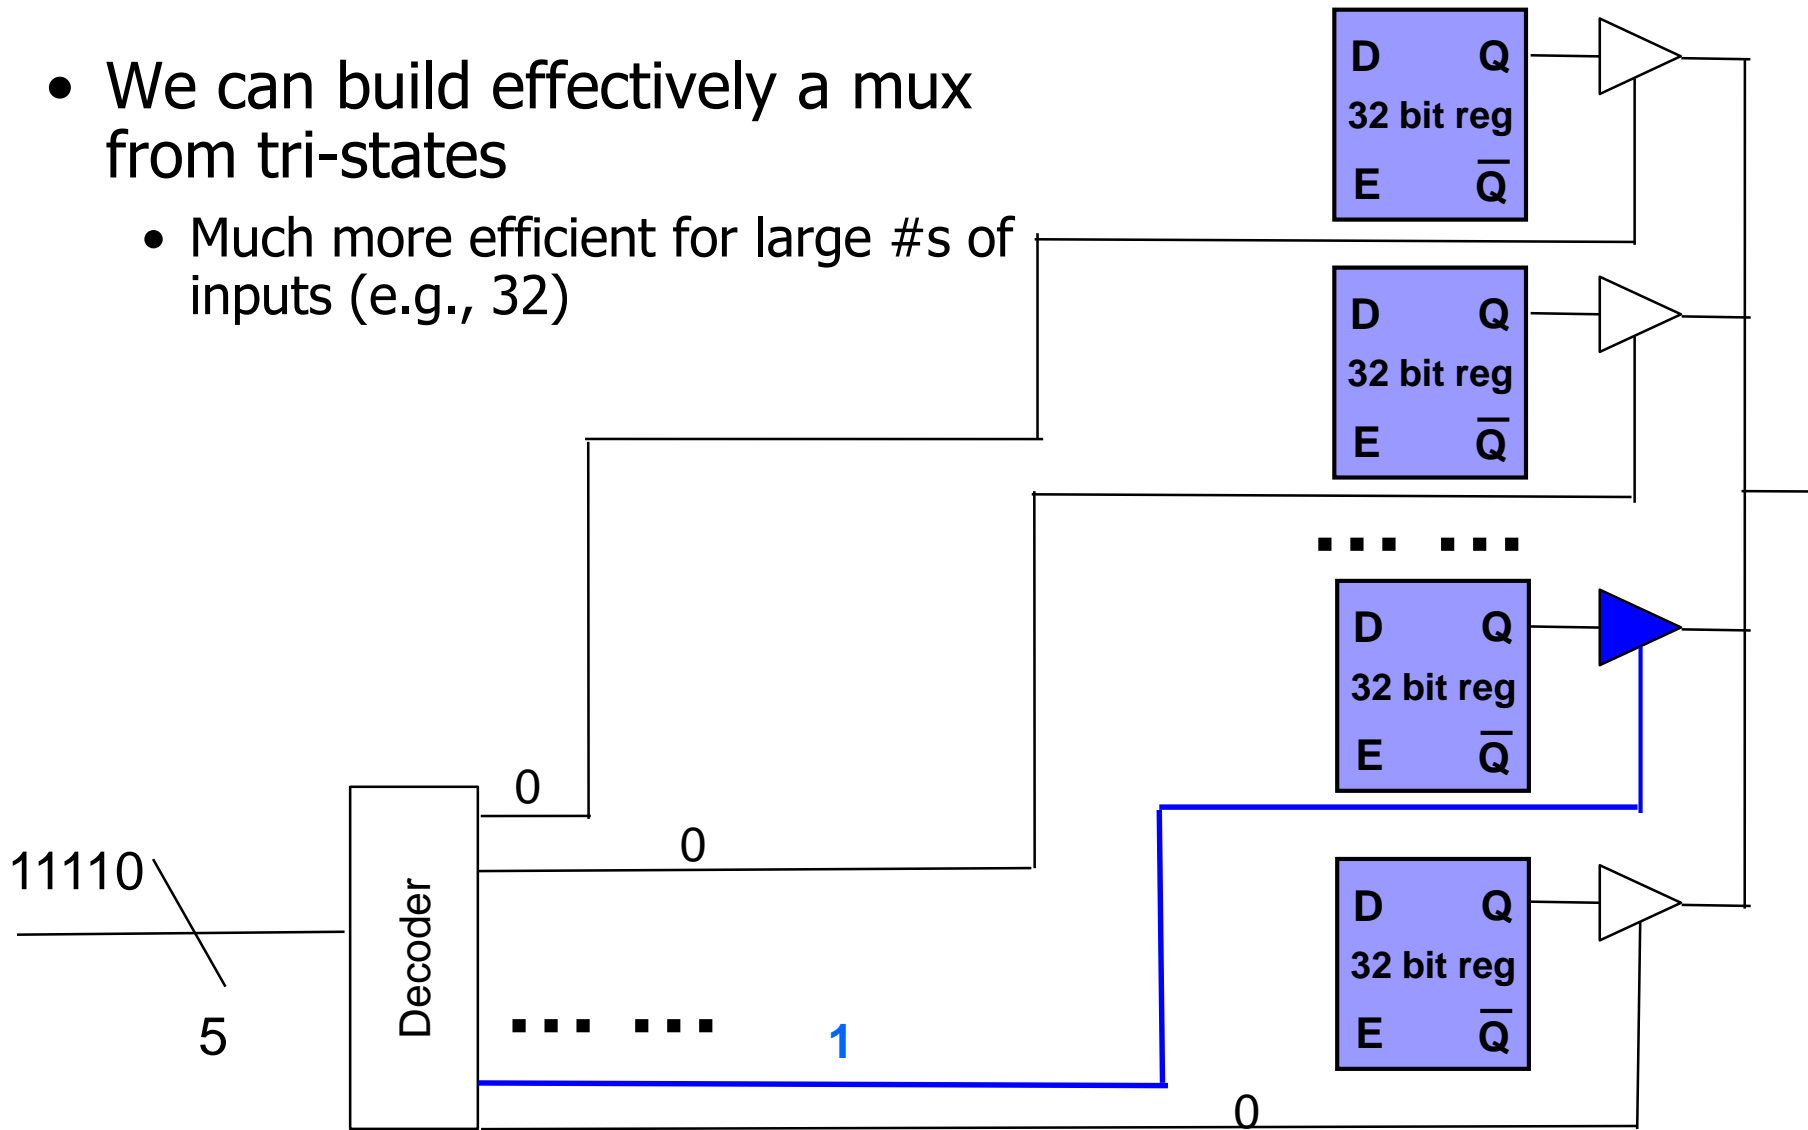 • We can build effectively a mux
from tri-states
• Much more efficient for large #s of
inputs (e.g., 32)
D Q
32 bit reg
E Q̅
D Q
32 bit reg
E Q̅
... ...
D Q
32 bit reg
E Q̅
D Q
32 bit reg
E Q̅
0
0
11110
5
Decoder
... ...
1
0